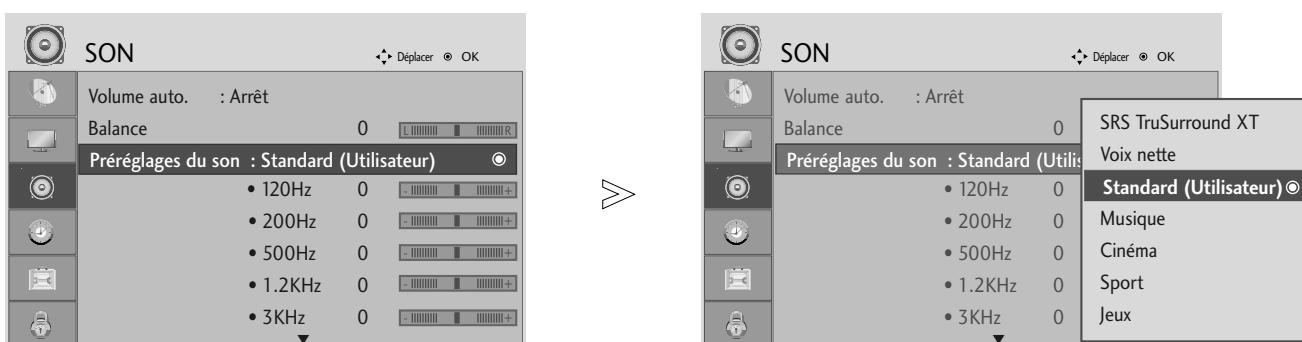 SON
Déplacer OK
Volume auto. : Arrêt
Balance 0 L R
Préréglages du son : Standard (Utilisateur)
• 120Hz 0 - +
• 200Hz 0 - +
• 500Hz 0 - +
• 1.2KHz 0 - +
• 3KHz 0 - +
SON
Déplacer OK
Volume auto. : Arrêt
Balance 0
Préréglages du son : Standard (Utilis
• 120Hz 0
• 200Hz 0
• 500Hz 0
• 1.2KHz 0
• 3KHz 0
SRS TruSurround XT
Voix nette
Standard (Utilisateur)
Musique
Cinéma
Sport
Jeux